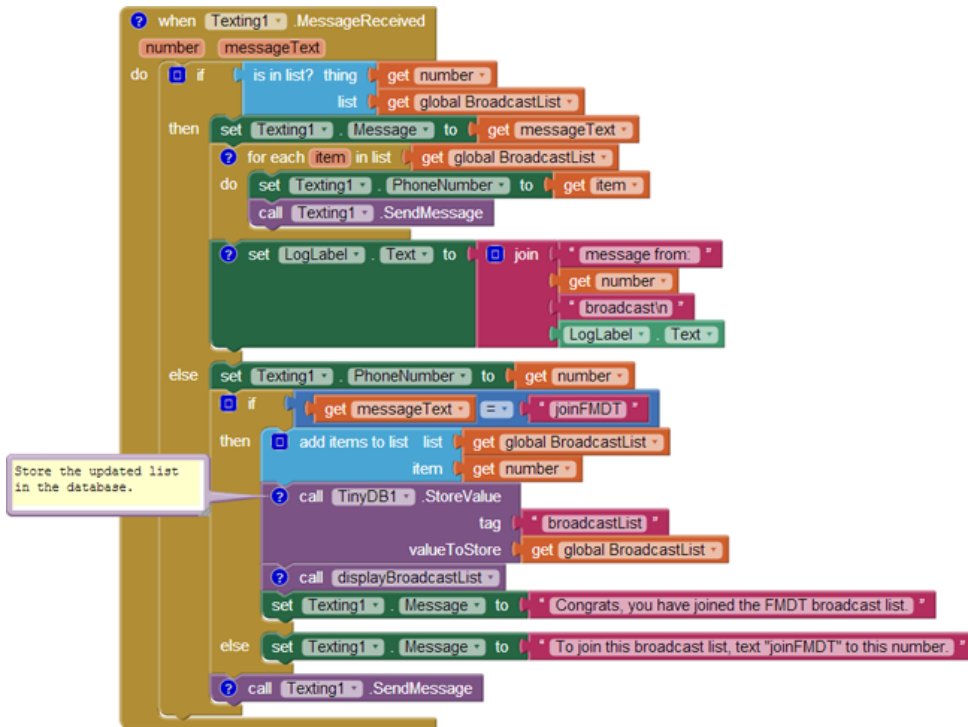 when Texting1 .MessageReceived
number messageText
do if is in list? thing get number
list get global BroadcastList
then set Texting1 . Message to get messageText
for each item in list get global BroadcastList
do set Texting1 . PhoneNumber to get item
call Texting1 .SendMessage
set LogLabel . Text to join " message from: "
get number
" broadcast\n "
LogLabel . Text
else set Texting1 . PhoneNumber to get number
if get messageText = " joinFMDT "
then add items to list list get global BroadcastList
item get number
Store the updated list
in the database.
call TinyDB1 .StoreValue
tag " broadcastList "
valueToStore get global BroadcastList
call displayBroadcastList
set Texting1 . Message to " Congrats, you have joined the FMDT broadcast list. "
else set Texting1 . Message to " To join this broadcast list, text "joinFMDT" to this number. "
call Texting1 .SendMessage